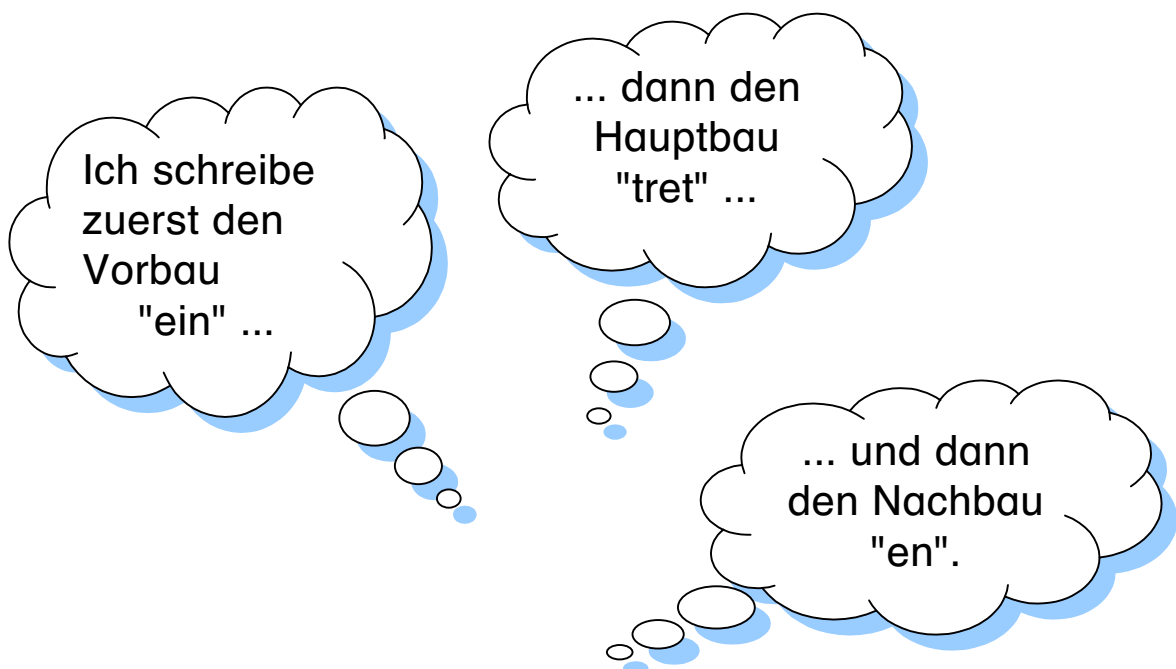 Ich schreibe
zuerst den
Vorbau
"ein" ...
... dann den
Hauptbau
"tret" ...
... und dann
den Nachbau
"en".